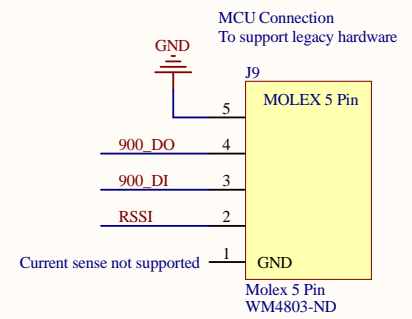 MCU Connection
To support legacy hardware
GND
J9
MOLEX 5 Pin
5
900_DO 4
900_DI 3
RSSI 2
Current sense not supported 1 GND
Molex 5 Pin
WM4803-ND